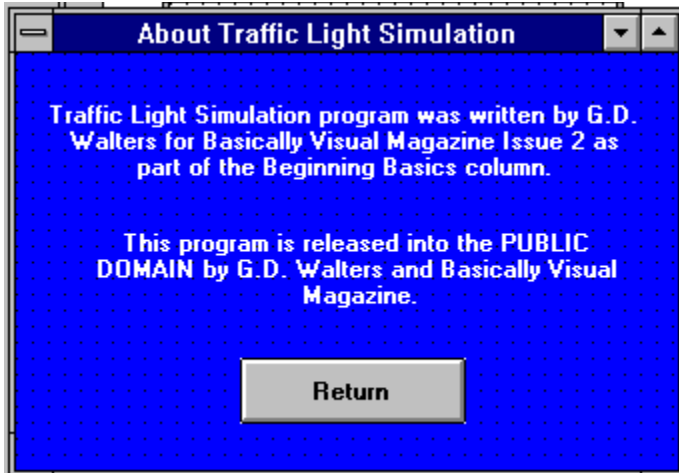 About Traffic Light Simulation
Traffic Light Simulation program was written by G.D.
Walters for Basically Visual Magazine Issue 2 as
part of the Beginning Basics column.
This program is released into the PUBLIC
DOMAIN by G.D. Walters and Basically Visual
Magazine.
Return